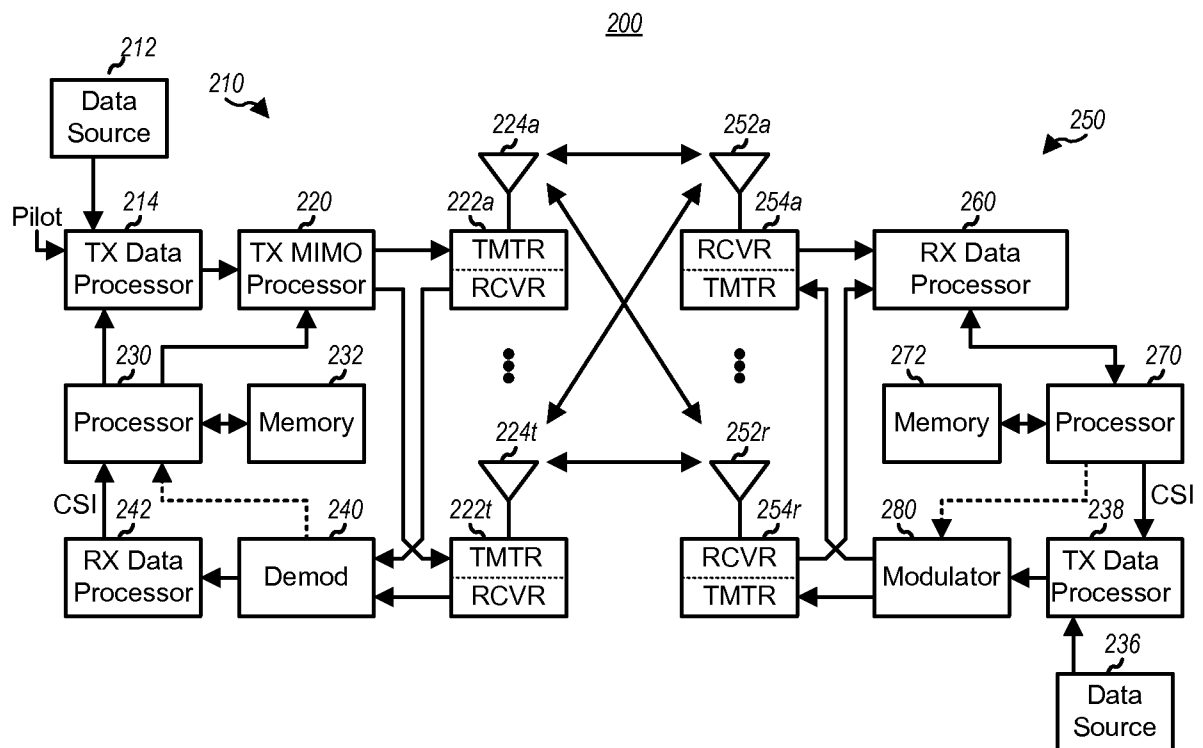 200
212
Data
Source
210
224a
252a
250
Pilot
214
TX Data
Processor
220
TX MIMO
Processor
222a
TMTR
RCVR
254a
RCVR
TMTR
260
RX Data
Processor
230
Processor
232
Memory
272
Memory
270
Processor
224t
252r
CSI
242
RX Data
Processor
240
Demod
222t
TMTR
RCVR
254r
RCVR
TMTR
280
Modulator
CSI
238
TX Data
Processor
236
Data
Source